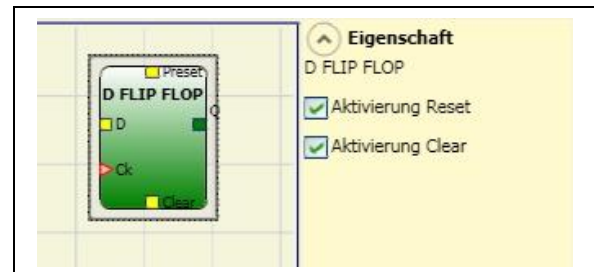 Preset
D FLIP FLOP
Q
D
Ck
Clear
Eigenschaft
D FLIP FLOP
Aktivierung Reset
Aktivierung Clear